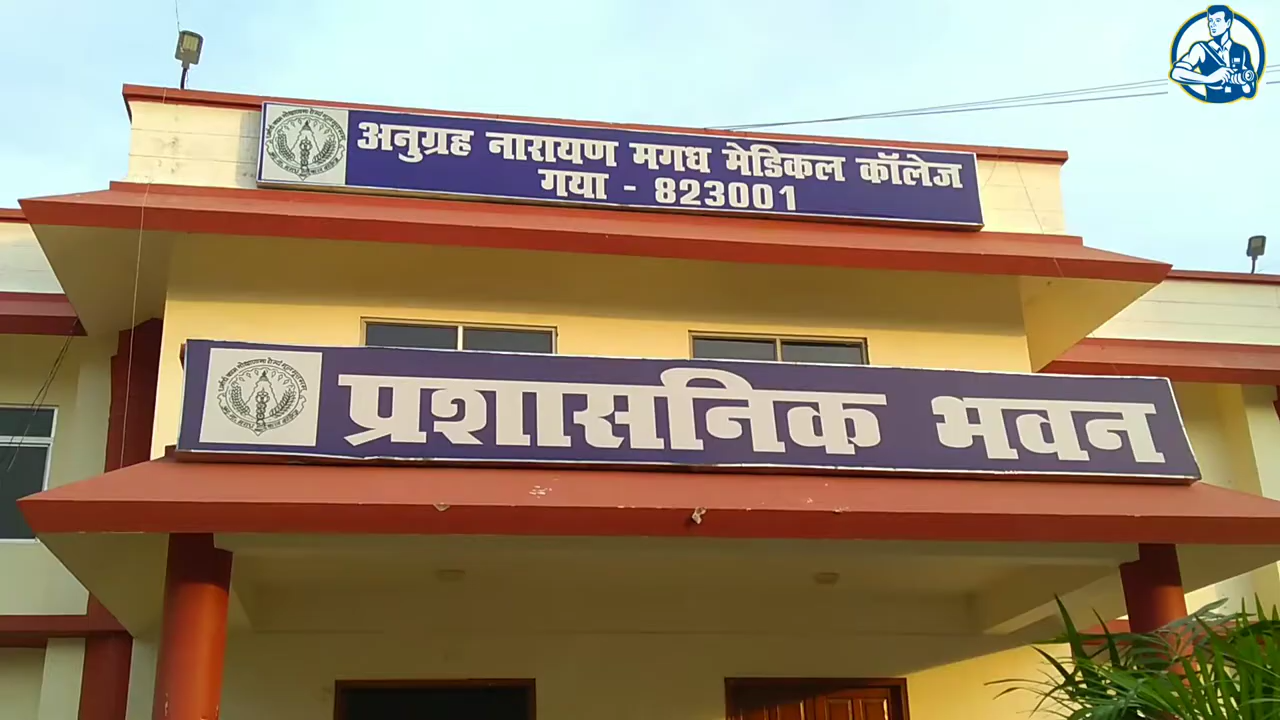 अनुग्रह नारायण मगध मेडिकल कॉलेज
गया - 823001
प्रशासनिक भवन